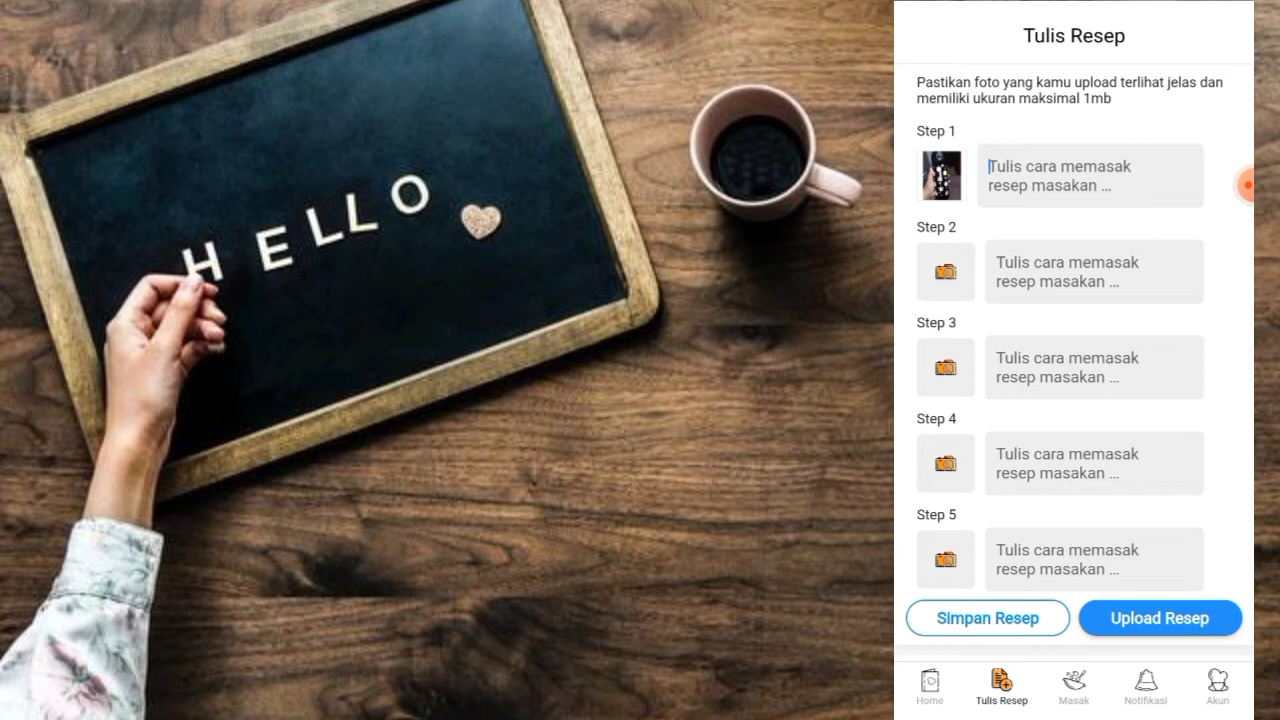 HELLO
Tulis Resep
Pastikan foto yang kamu upload terlihat jelas dan
memiliki ukuran maksimal 1mb
Step 1
Tulis cara memasak
resep masakan ...
Step 2
Tulis cara memasak
resep masakan ...
Step 3
Tulis cara memasak
resep masakan ...
Step 4
Tulis cara memasak
resep masakan ...
Step 5
Tulis cara memasak
resep masakan ...
Simpan Resep
Upload Resep
Home
Tulis Resep
Masak
Notifikasi
Akun